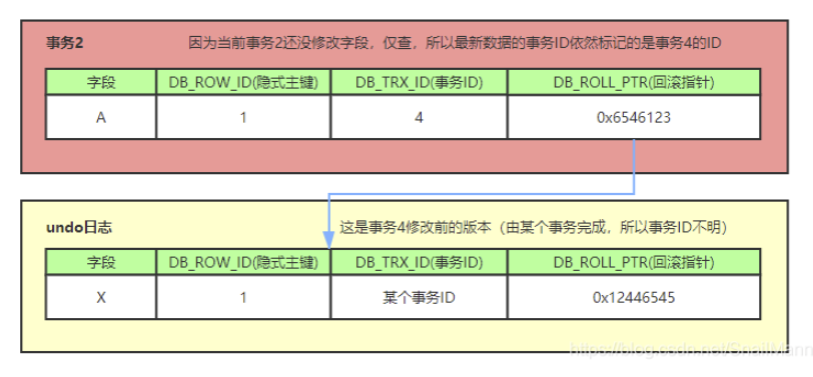 事务2 因为当前事务2还没修改字段，仅查，所以最新数据的事务ID依然标记的是事务4的ID
字段 DB_ROW_ID(隐式主键) DB_TRX_ID(事务ID) DB_ROLL_PTR(回滚指针)
A 1 4 0x6546123
undo日志 这是事务4修改前的版本（由某个事务完成，所以事务ID不明）
字段 DB_ROW_ID(隐式主键) DB_TRX_ID(事务ID) DB_ROLL_PTR(回滚指针)
X 1 某个事务ID 0x12446545
https://blog.csdn.net/SnailMann